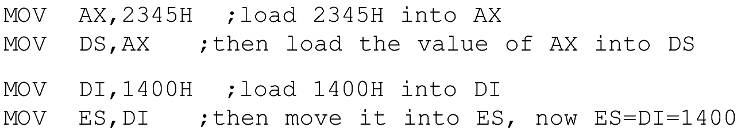 MOV AX,2345H ;load 2345H into AX
MOV DS,AX ;then load the value of AX into DS
MOV DI,1400H ;load 1400H into DI
MOV ES,DI ;then move it into ES, now ES=DI=1400